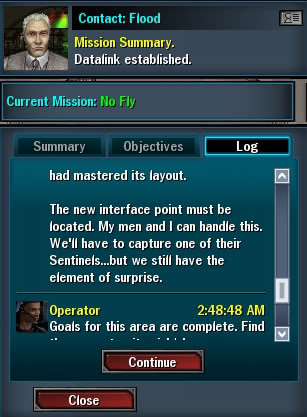 Contact: Flood
Mission Summary.
Datalink established.
Current Mission: No Fly
Summary
Objectives
Log
had mastered its layout.
The new interface point must be
located. My men and I can handle this.
We'll have to capture one of their
Sentinels...but we still have the
element of surprise.
Operator 2:48:48 AM
Goals for this area are complete. Find
Continue
Close